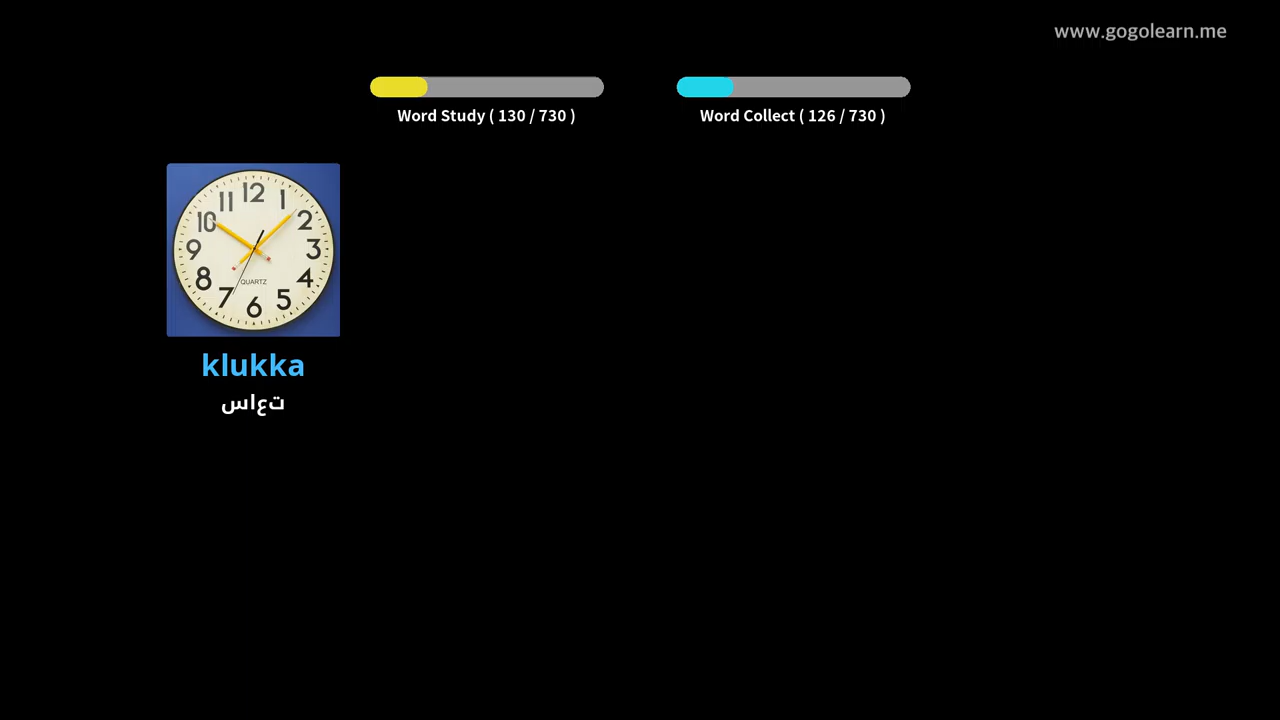 www.gogolearn.me
Word Study ( 130 / 730 )
Word Collect ( 126 / 730 )
12
11
1
10
2
9
3
8
4
QUARTZ
7
5
6
klukka
تعاس